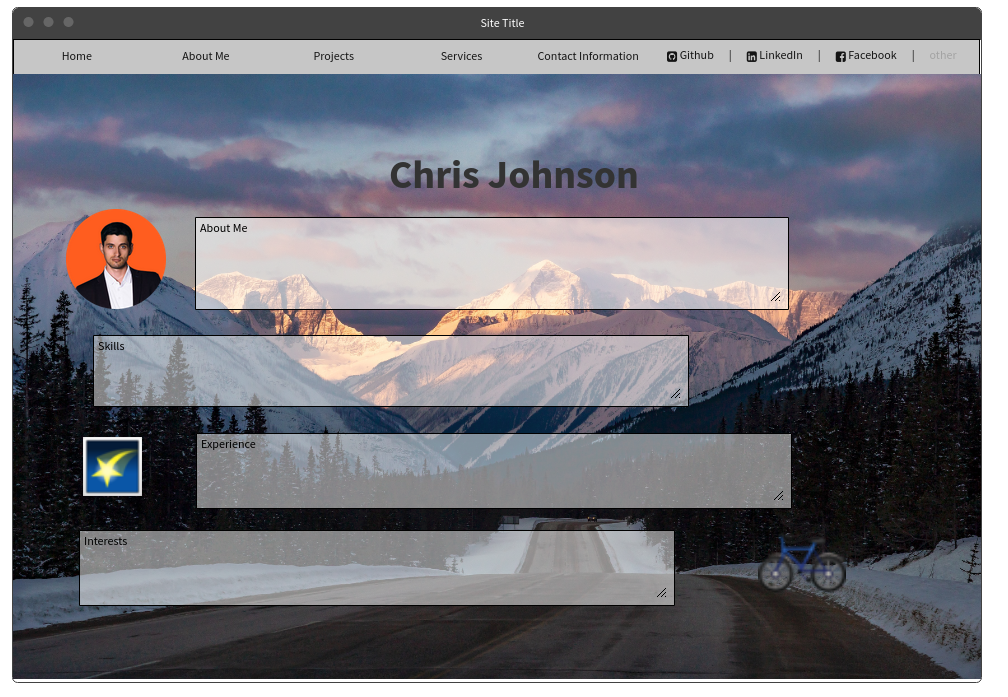 Site Title
Home About Me Projects Services Contact Information Github | LinkedIn | Facebook | other
Chris Johnson
About Me
Skills
Experience
Interests